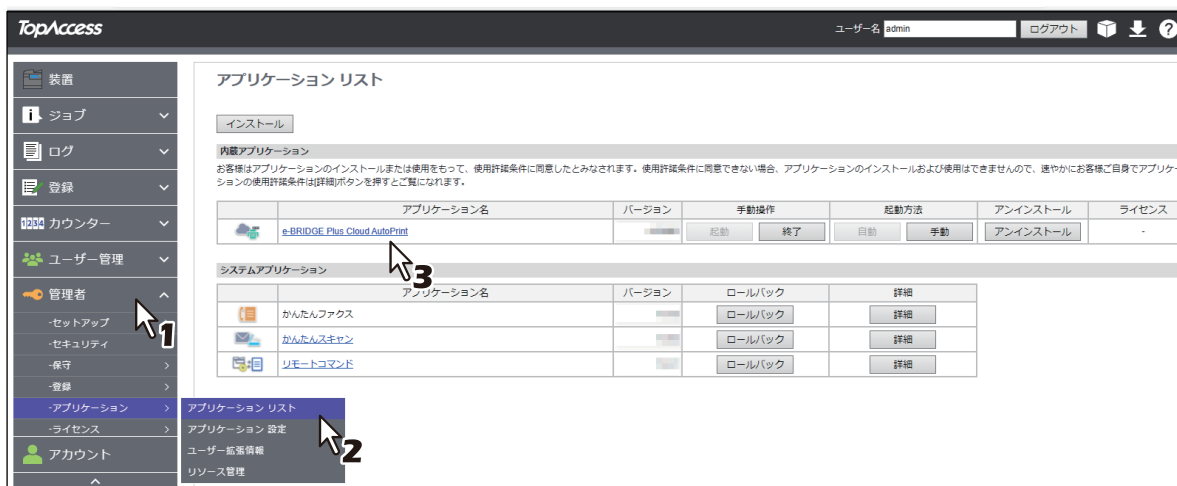 TopAccess
ユーザー名 admin ログアウト
装置
ジョブ
ログ
登録
1234 カウンター
ユーザー管理
管理者
-セットアップ
-セキュリティ
-保守
-登録
-アプリケーション
-ライセンス
アカウント
アプリケーション リスト
アプリケーション 設定
ユーザー拡張情報
リソース管理
1
2
アプリケーション リスト
インストール
内蔵アプリケーション
お客様はアプリケーションのインストールまたは使用をもって、使用許諾条件に同意したとみなされます。使用許諾条件に同意できない場合、アプリケーションのインストールおよび使用はできませんので、速やかにお客様ご自身でアプリケー
ションの使用許諾条件は[詳細]ボタンを押すとご覧になれます。
アプリケーション名 バージョン 手動操作 起動方法 アンインストール ライセンス
e-BRIDGE Plus Cloud AutoPrint 起動 終了 自動 手動 アンインストール -
3
システムアプリケーション
アプリケーション名 バージョン ロールバック 詳細
かんたんファクス ロールバック 詳細
かんたんスキャン ロールバック 詳細
リモートコマンド ロールバック 詳細